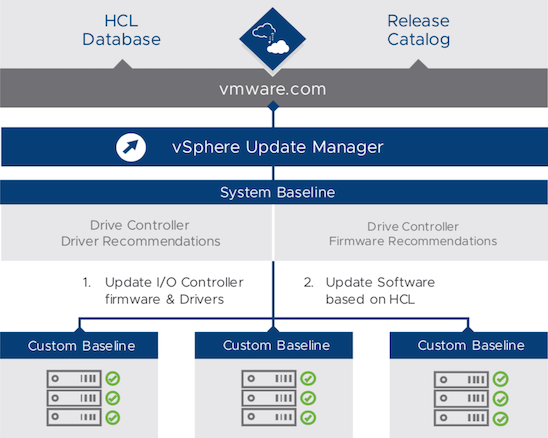 HCL
Database
Release
Catalog
vmware.com
vSphere Update Manager
System Baseline
Drive Controller
Driver Recommendations
Drive Controller
Firmware Recommendations
1. Update I/O Controller
firmware & Drivers
2. Update Software
based on HCL
Custom Baseline
Custom Baseline
Custom Baseline